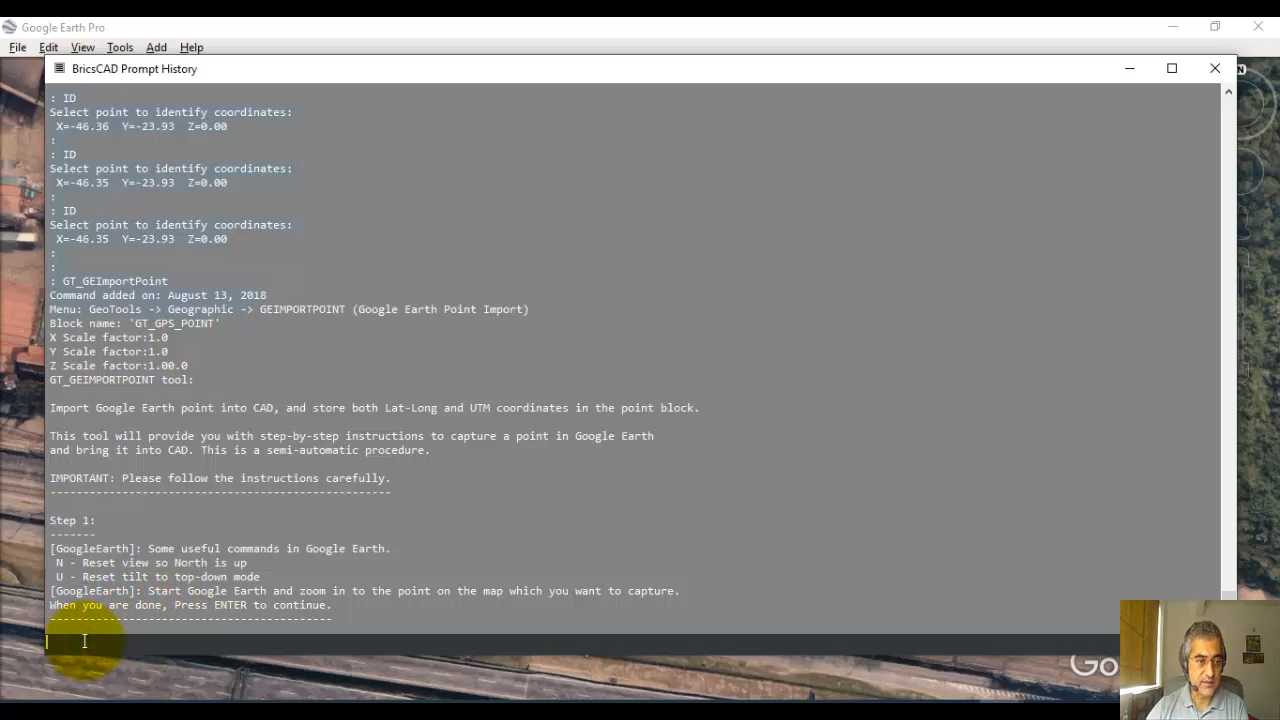 Google Earth Pro
File Edit View Tools Add Help
BricsCAD Prompt History
N
: ID
Select point to identify coordinates:
X=-46.36 Y=-23.93 Z=0.00
:
: ID
Select point to identify coordinates:
X=-46.35 Y=-23.93 Z=0.00
:
: ID
Select point to identify coordinates:
X=-46.35 Y=-23.93 Z=0.00
:
:
: GT_GEImportPoint
Command added on: August 13, 2018
Menu: GeoTools -> Geographic -> GEIMPORTPOINT (Google Earth Point Import)
Block name: 'GT_GPS_POINT'
X Scale factor:1.0
Y Scale factor:1.0
Z Scale factor:1.00.0
GT_GEIMPORTPOINT tool:
Import Google Earth point into CAD, and store both Lat-Long and UTM coordinates in the point block.
This tool will provide you with step-by-step instructions to capture a point in Google Earth
and bring it into CAD. This is a semi-automatic procedure.
IMPORTANT: Please follow the instructions carefully.
----------------------------------------------------
Step 1:
-------
[GoogleEarth]: Some useful commands in Google Earth.
N - Reset view so North is up
U - Reset tilt to top-down mode
[GoogleEarth]: Start Google Earth and zoom in to the point on the map which you want to capture.
When you are done, Press ENTER to continue.
-------------------------------------------
Go